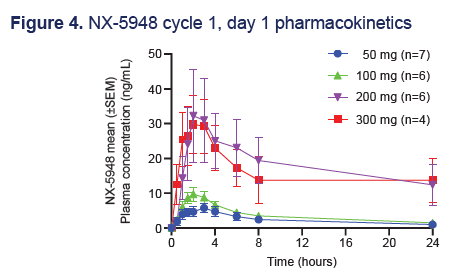 Figure 4. NX-5948 cycle 1, day 1 pharmacokinetics
NX-5948 mean (±SEM)
Plasma concentration (ng/mL)
50
40
30
20
10
0
0 4 8 12 16 20 24
Time (hours)
50 mg (n=7)
100 mg (n=6)
200 mg (n=6)
300 mg (n=4)